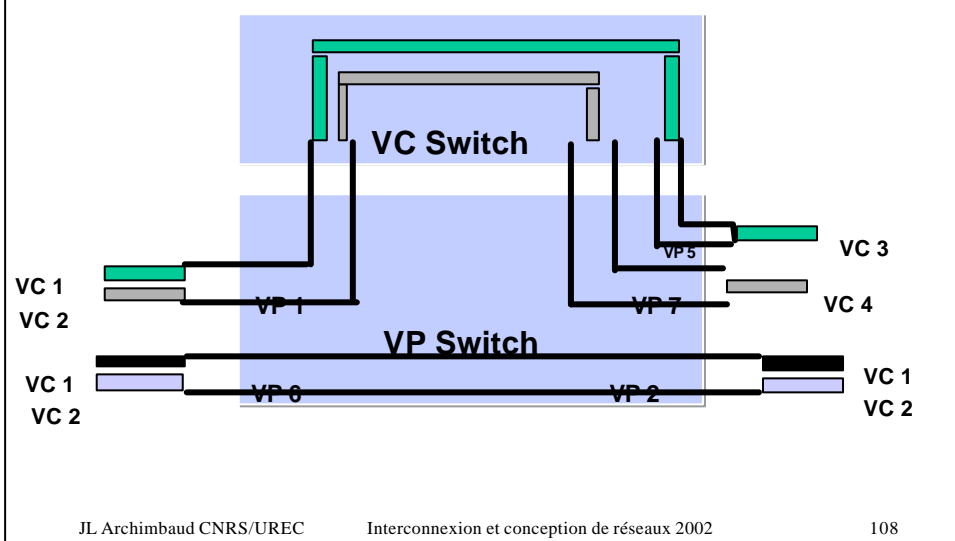 VC Switch
VP 5
VC 3
VC 1
VP 1
VP 7
VC 4
VC 2
VP Switch
VC 1
VP 6
VP 2
VC 1
VC 2
VC 2
JL Archimbaud CNRS/UREC Interconnexion et conception de réseaux 2002 108